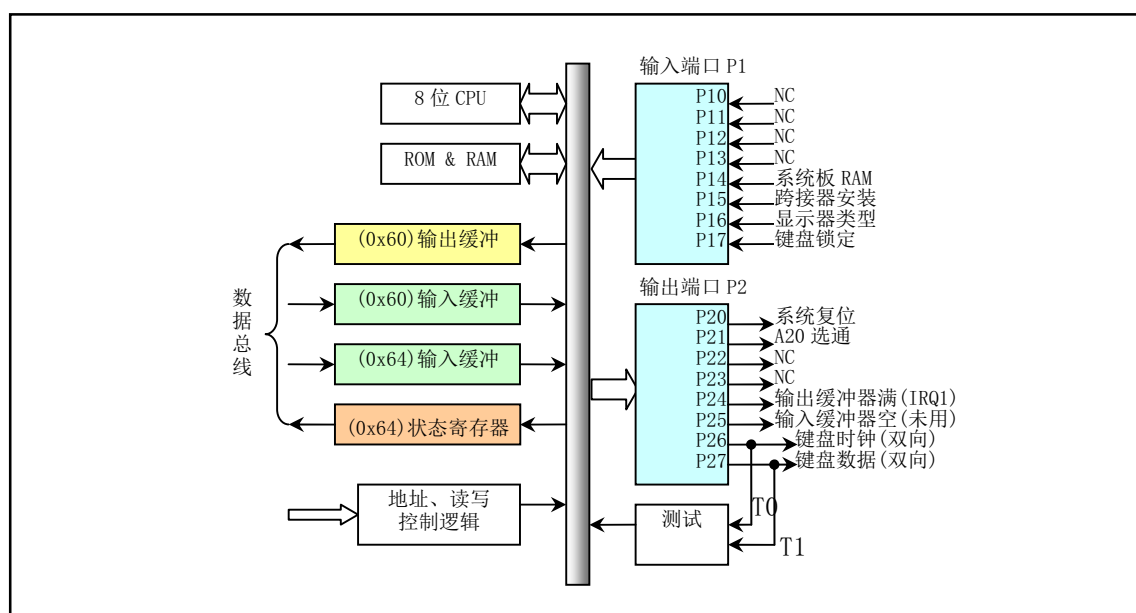 8 位 CPU
ROM & RAM
(0x60)输出缓冲
(0x60)输入缓冲
(0x64)输入缓冲
(0x64)状态寄存器
数据总线
地址、读写
控制逻辑
输入端口 P1
P10 NC
P11 NC
P12 NC
P13 NC
P14 系统板 RAM
P15 跨接器安装
P16 显示器类型
P17 键盘锁定
输出端口 P2
P20 系统复位
P21 A20 选通
P22 NC
P23 NC
P24 输出缓冲器满(IRQ1)
P25 输入缓冲器空(未用)
P26 键盘时钟(双向)
P27 键盘数据(双向)
测试
T0
T1